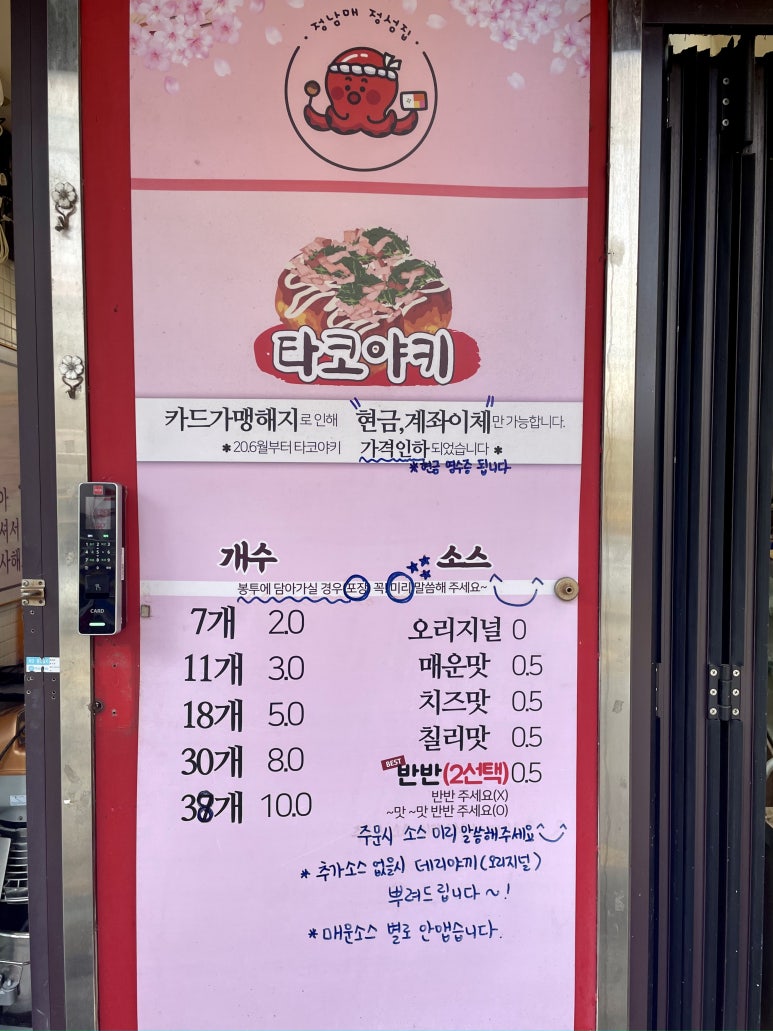 정남매 정성집
타코야키
카드가맹해지로 인해 "현금,계좌이체"만 가능합니다.
*20.6월부터 타코야키 가격인하 되었습니다*
*현금 영수증 됩니다
개수 소스
봉투에 담아가실 경우 포장 꼭! 미리 말씀해 주세요~
7개 2.0
11개 3.0
18개 5.0
30개 8.0
38개 10.0
오리지널 0
매운맛 0.5
치즈맛 0.5
칠리맛 0.5
BEST 반반(2선택) 0.5
반반 주세요(X)
~맛 ~맛 반반 주세요(O)
주문시 소스 미리 말씀해주세요
* 추가소스 없을시 데리야끼(오리지널)
뿌려드립니다~!
* 매운소스 별로 안맵습니다.
CARD